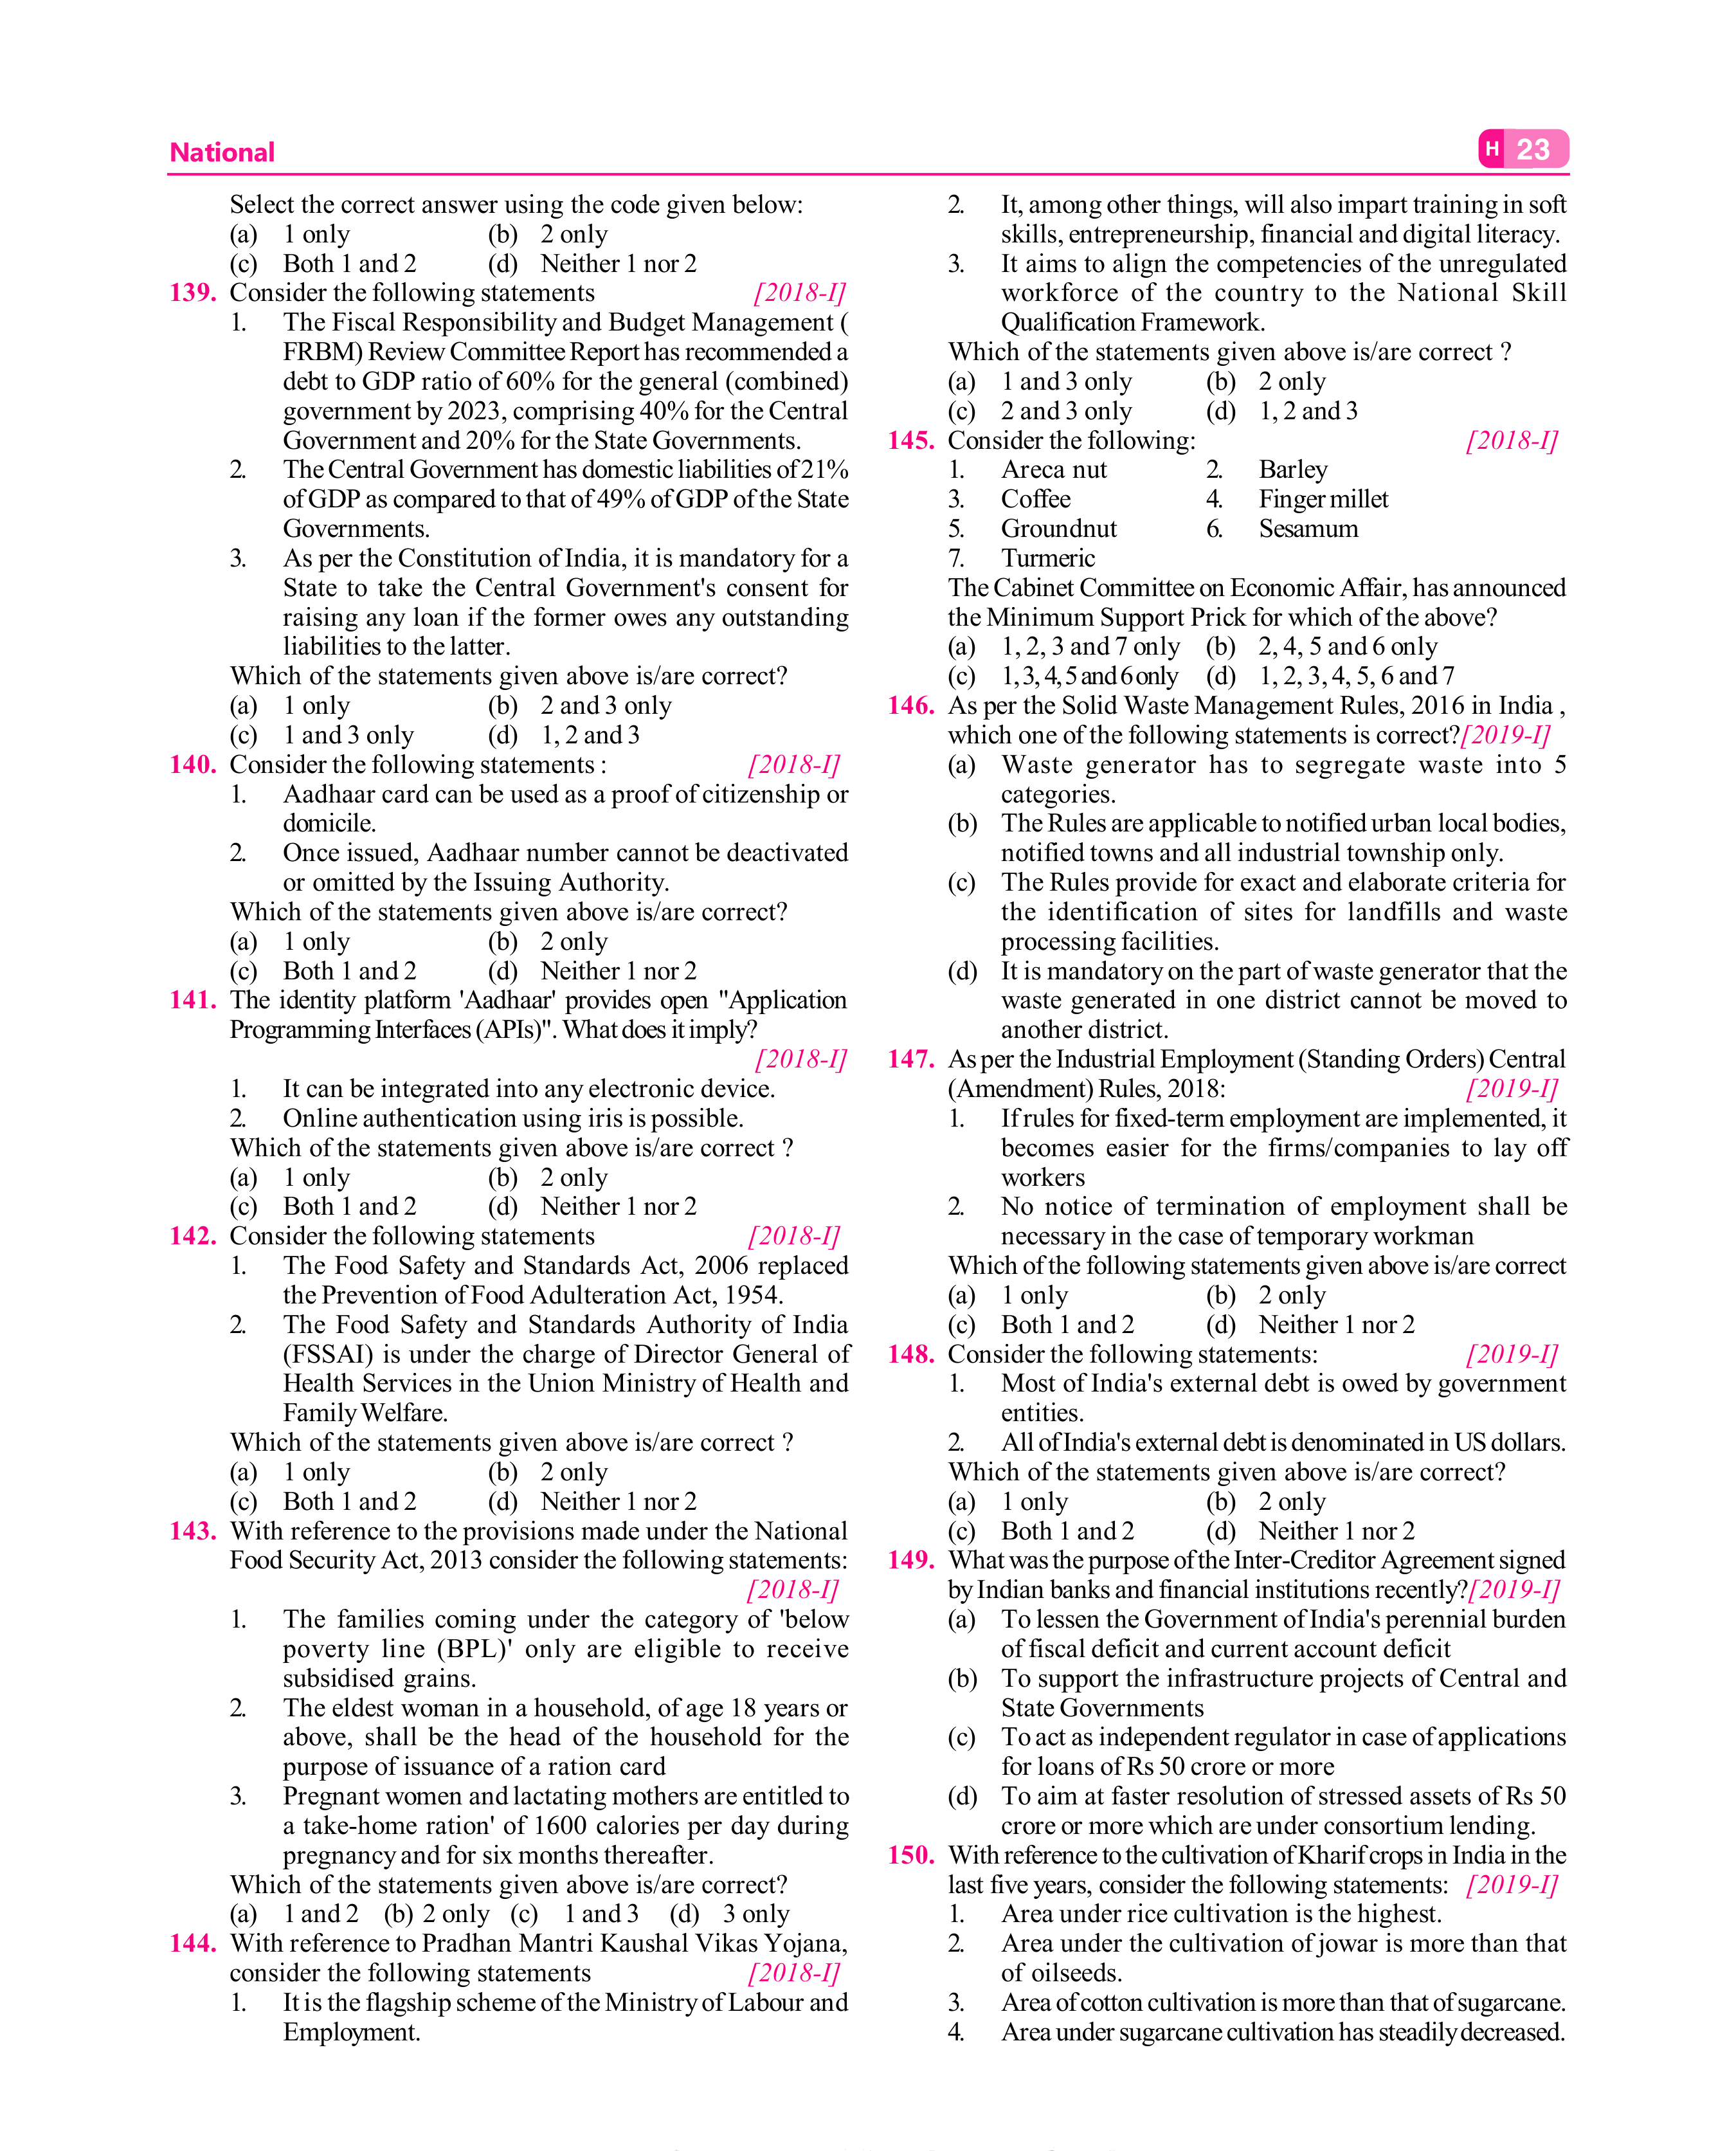 National
H 23
Select the correct answer using the code given below:
(a) 1 only (b) 2 only
(c) Both 1 and 2 (d) Neither 1 nor 2
139. Consider the following statements [2018-I]
1. The Fiscal Responsibility and Budget Management (
FRBM) Review Committee Report has recommended a
debt to GDP ratio of 60% for the general (combined)
government by 2023, comprising 40% for the Central
Government and 20% for the State Governments.
2. The Central Government has domestic liabilities of 21%
of GDP as compared to that of 49% of GDP of the State
Governments.
3. As per the Constitution of India, it is mandatory for a
State to take the Central Government's consent for
raising any loan if the former owes any outstanding
liabilities to the latter.
Which of the statements given above is/are correct?
(a) 1 only (b) 2 and 3 only
(c) 1 and 3 only (d) 1, 2 and 3
140. Consider the following statements : [2018-I]
1. Aadhaar card can be used as a proof of citizenship or
domicile.
2. Once issued, Aadhaar number cannot be deactivated
or omitted by the Issuing Authority.
Which of the statements given above is/are correct?
(a) 1 only (b) 2 only
(c) Both 1 and 2 (d) Neither 1 nor 2
141. The identity platform 'Aadhaar' provides open "Application
Programming Interfaces (APIs)". What does it imply?
[2018-I]
1. It can be integrated into any electronic device.
2. Online authentication using iris is possible.
Which of the statements given above is/are correct ?
(a) 1 only (b) 2 only
(c) Both 1 and 2 (d) Neither 1 nor 2
142. Consider the following statements [2018-I]
1. The Food Safety and Standards Act, 2006 replaced
the Prevention of Food Adulteration Act, 1954.
2. The Food Safety and Standards Authority of India
(FSSAI) is under the charge of Director General of
Health Services in the Union Ministry of Health and
Family Welfare.
Which of the statements given above is/are correct ?
(a) 1 only (b) 2 only
(c) Both 1 and 2 (d) Neither 1 nor 2
143. With reference to the provisions made under the National
Food Security Act, 2013 consider the following statements:
[2018-I]
1. The families coming under the category of 'below
poverty line (BPL)' only are eligible to receive
subsidised grains.
2. The eldest woman in a household, of age 18 years or
above, shall be the head of the household for the
purpose of issuance of a ration card
3. Pregnant women and lactating mothers are entitled to
a take-home ration' of 1600 calories per day during
pregnancy and for six months thereafter.
Which of the statements given above is/are correct?
(a) 1 and 2 (b) 2 only (c) 1 and 3 (d) 3 only
144. With reference to Pradhan Mantri Kaushal Vikas Yojana,
consider the following statements [2018-I]
1. It is the flagship scheme of the Ministry of Labour and
Employment.
2. It, among other things, will also impart training in soft
skills, entrepreneurship, financial and digital literacy.
3. It aims to align the competencies of the unregulated
workforce of the country to the National Skill
Qualification Framework.
Which of the statements given above is/are correct ?
(a) 1 and 3 only (b) 2 only
(c) 2 and 3 only (d) 1, 2 and 3
145. Consider the following: [2018-I]
1. Areca nut 2. Barley
3. Coffee 4. Finger millet
5. Groundnut 6. Sesamum
7. Turmeric
The Cabinet Committee on Economic Affair, has announced
the Minimum Support Prick for which of the above?
(a) 1, 2, 3 and 7 only (b) 2, 4, 5 and 6 only
(c) 1, 3, 4, 5 and 6 only (d) 1, 2, 3, 4, 5, 6 and 7
146. As per the Solid Waste Management Rules, 2016 in India ,
which one of the following statements is correct? [2019-I]
(a) Waste generator has to segregate waste into 5
categories.
(b) The Rules are applicable to notified urban local bodies,
notified towns and all industrial township only.
(c) The Rules provide for exact and elaborate criteria for
the identification of sites for landfills and waste
processing facilities.
(d) It is mandatory on the part of waste generator that the
waste generated in one district cannot be moved to
another district.
147. As per the Industrial Employment (Standing Orders) Central
(Amendment) Rules, 2018: [2019-I]
1. If rules for fixed-term employment are implemented, it
becomes easier for the firms/companies to lay off
workers
2. No notice of termination of employment shall be
necessary in the case of temporary workman
Which of the following statements given above is/are correct
(a) 1 only (b) 2 only
(c) Both 1 and 2 (d) Neither 1 nor 2
148. Consider the following statements: [2019-I]
1. Most of India's external debt is owed by government
entities.
2. All of India's external debt is denominated in US dollars.
Which of the statements given above is/are correct?
(a) 1 only (b) 2 only
(c) Both 1 and 2 (d) Neither 1 nor 2
149. What was the purpose of the Inter-Creditor Agreement signed
by Indian banks and financial institutions recently? [2019-I]
(a) To lessen the Government of India's perennial burden
of fiscal deficit and current account deficit
(b) To support the infrastructure projects of Central and
State Governments
(c) To act as independent regulator in case of applications
for loans of Rs 50 crore or more
(d) To aim at faster resolution of stressed assets of Rs 50
crore or more which are under consortium lending.
150. With reference to the cultivation of Kharif crops in India in the
last five years, consider the following statements: [2019-I]
1. Area under rice cultivation is the highest.
2. Area under the cultivation of jowar is more than that
of oilseeds.
3. Area of cotton cultivation is more than that of sugarcane.
4. Area under sugarcane cultivation has steadily decreased.